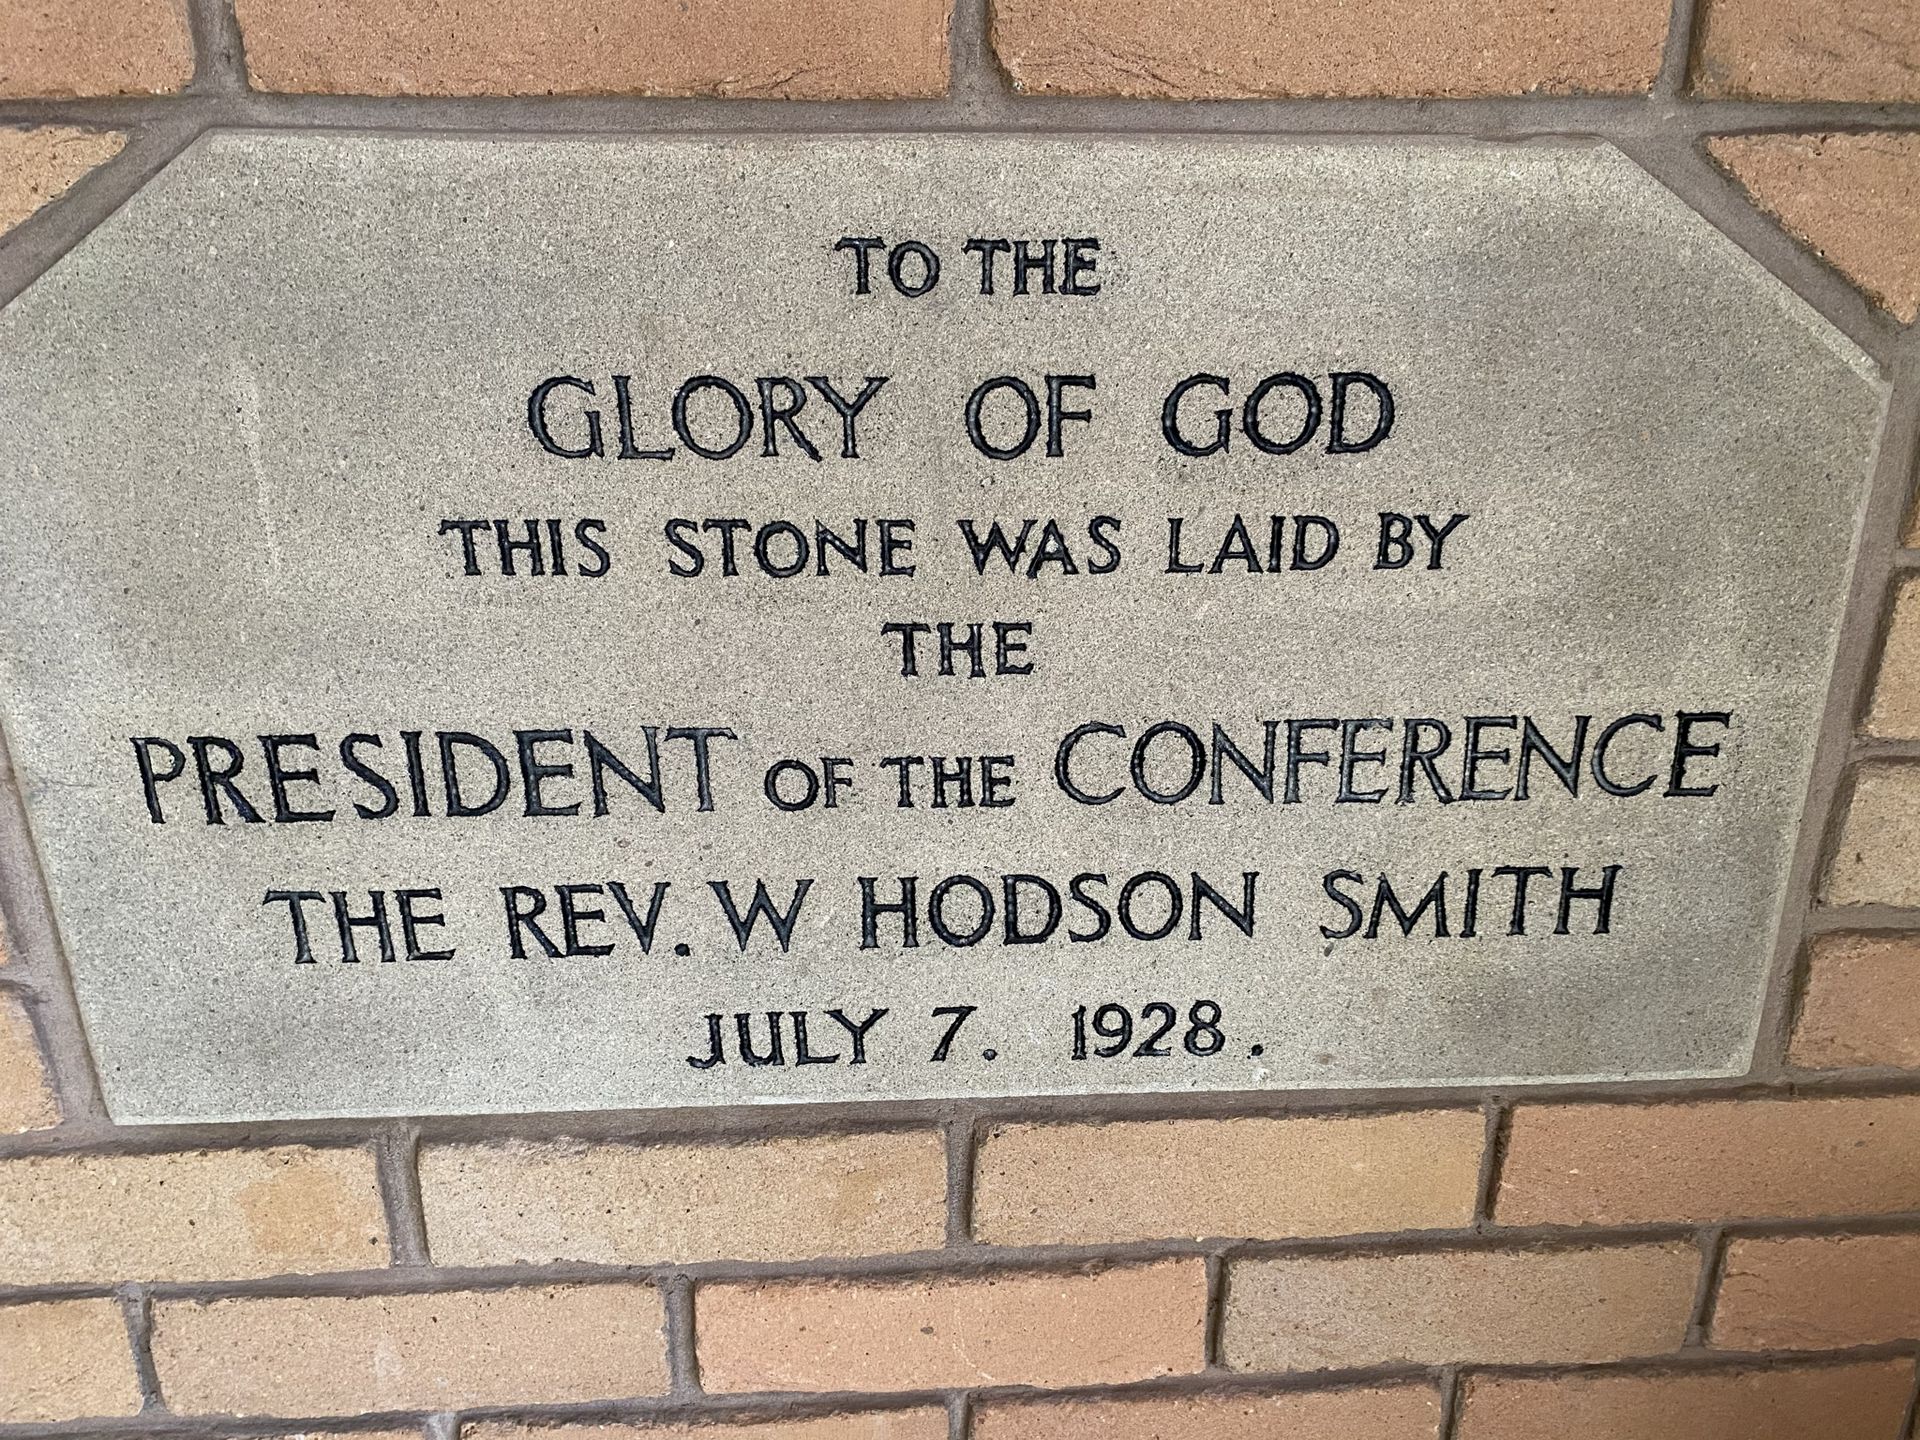 TO THE
GLORY OF GOD
THIS STONE WAS LAID BY
THE
PRESIDENT OF THE CONFERENCE
THE REV. W HODSON SMITH
JULY 7. 1928.